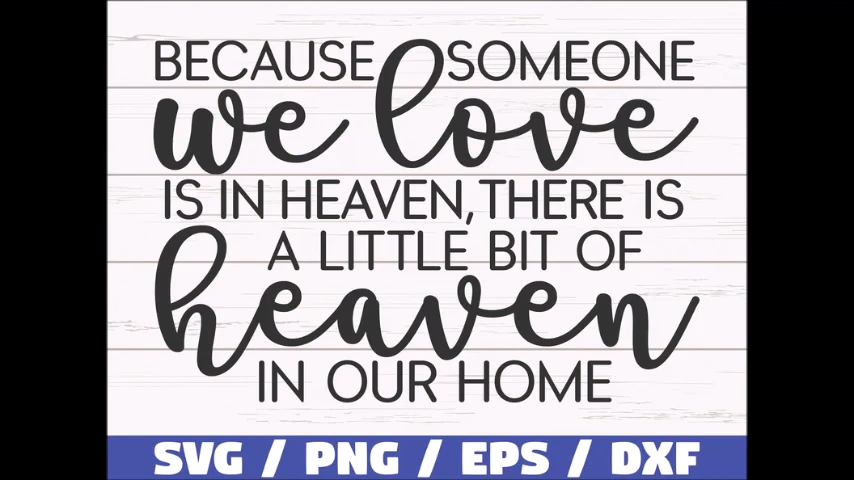 BECAUSE SOMEONE
we love
IS IN HEAVEN, THERE IS
A LITTLE BIT OF
heaven
IN OUR HOME
SVG / PNG / EPS / DXF